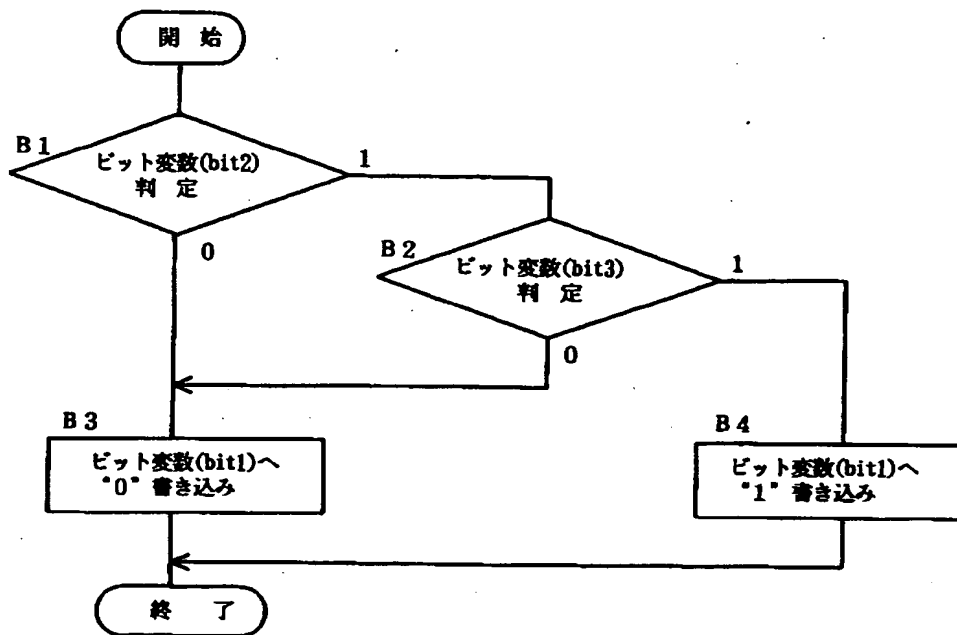 開 始
B1
ビット変数(bit2)
判 定
1
0
B2
ビット変数(bit3)
判 定
1
0
B3
ビット変数(bit1)へ
"0" 書き込み
B4
ビット変数(bit1)へ
"1" 書き込み
終 了